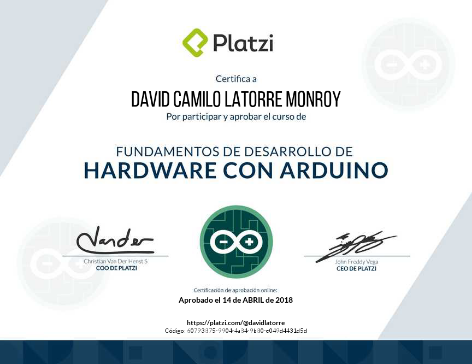 Platzi
Certifica a
DAVID CAMILO LATORRE MONROY
Por participar y aprobar el curso de
FUNDAMENTOS DE DESARROLLO DE
HARDWARE CON ARDUINO
Christian Van Der Henst S
COO DE PLATZI
John Freddy Vega
CEO DE PLATZI
Certificación de aprobación online:
Aprobado el 14 de ABRIL de 2018
https://platzi.com/@davidlatorre
Código: